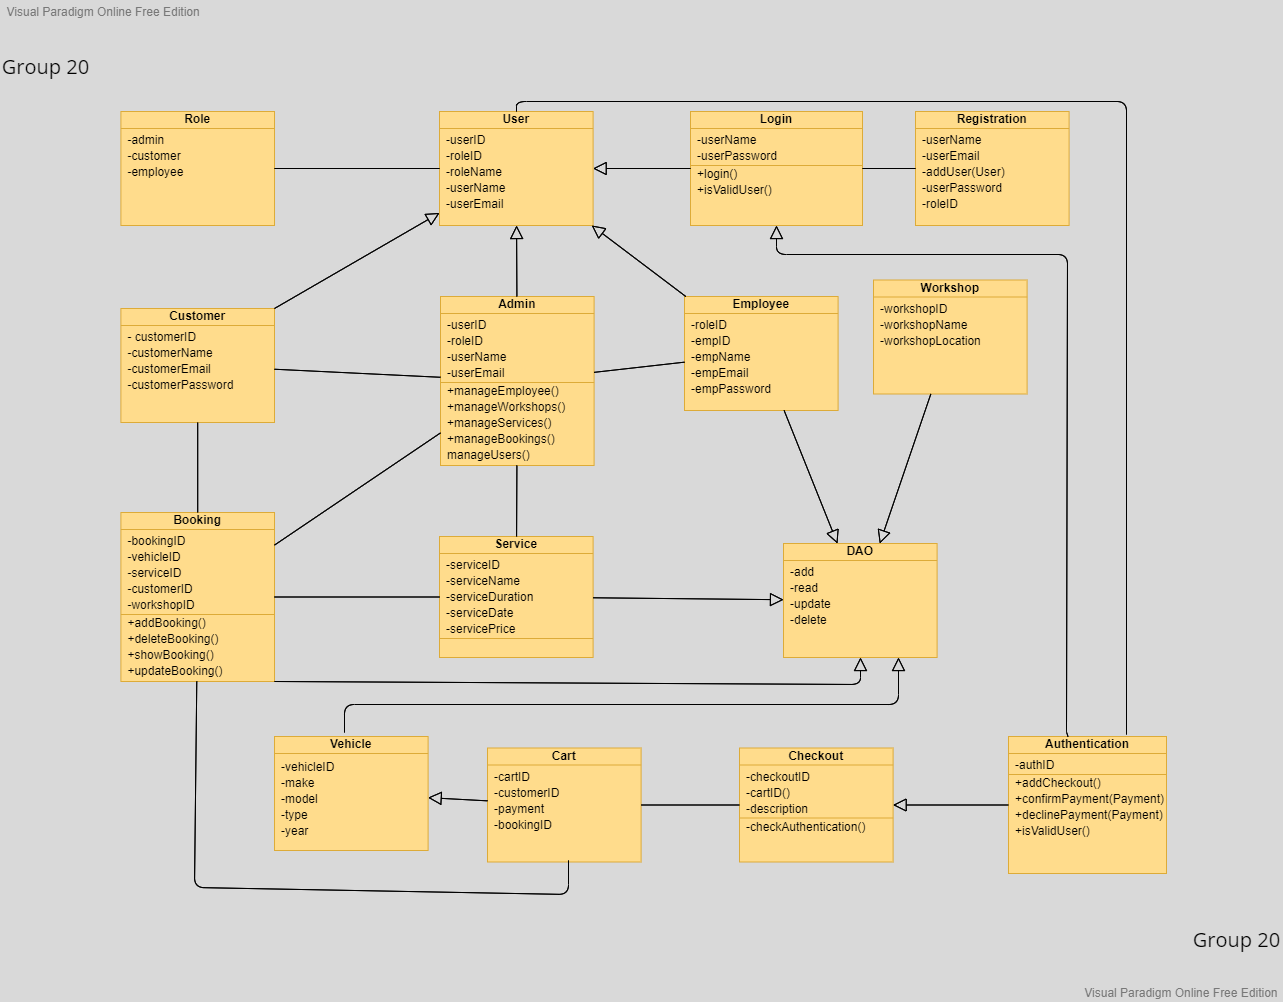 Visual Paradigm Online Free Edition
Group 20
Role
-admin
-customer
-employee
User
-userID
-roleID
-roleName
-userName
-userEmail
Login
-userName
-userPassword
+login()
+isValidUser()
Registration
-userName
-userEmail
-addUser(User)
-userPassword
-roleID
Customer
- customerID
-customerName
-customerEmail
-customerPassword
Admin
-userID
-roleID
-userName
-userEmail
+manageEmployee()
+manageWorkshops()
+manageServices()
+manageBookings()
manageUsers()
Employee
-roleID
-empID
-empName
-empEmail
-empPassword
Workshop
-workshopID
-workshopName
-workshopLocation
Booking
-bookingID
-vehicleID
-serviceID
-customerID
-workshopID
+addBooking()
+deleteBooking()
+showBooking()
+updateBooking()
Service
-serviceID
-serviceName
-serviceDuration
-serviceDate
-servicePrice
DAO
-add
-read
-update
-delete
Vehicle
-vehicleID
-make
-model
-type
-year
Cart
-cartID
-customerID
-payment
-bookingID
Checkout
-checkoutID
-cartID()
-description
-checkAuthentication()
Authentication
-authID
+addCheckout()
+confirmPayment(Payment)
+declinePayment(Payment)
+isValidUser()
Group 20
Visual Paradigm Online Free Edition